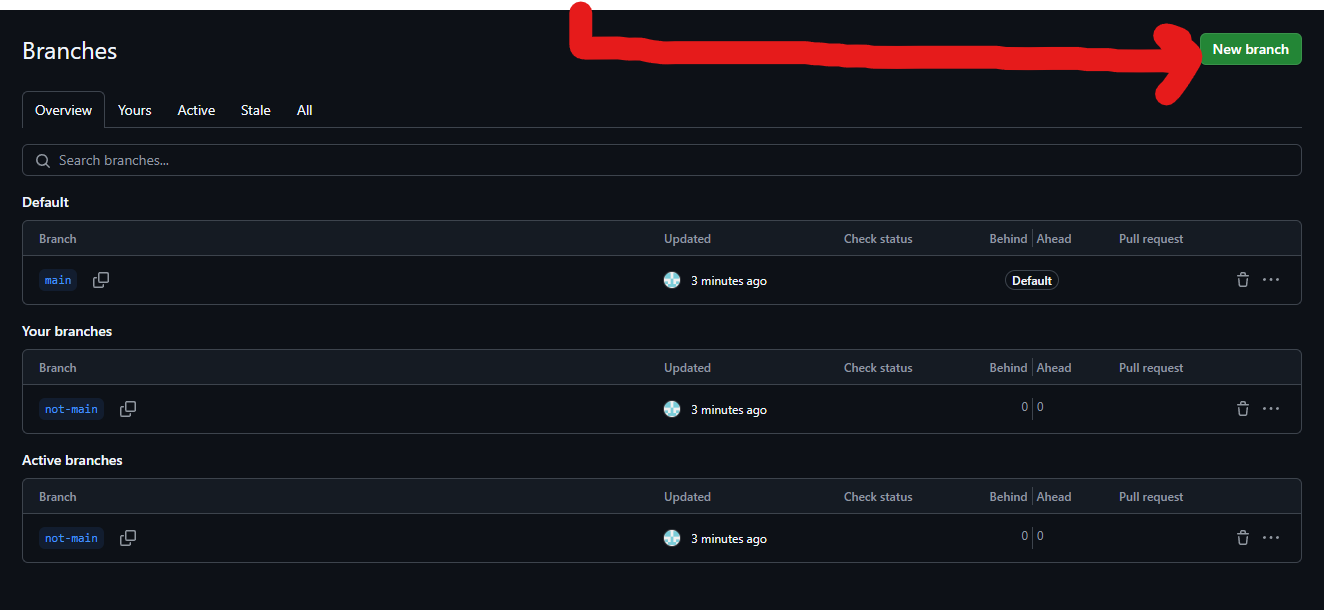 Branches
New branch
Overview Yours Active Stale All
Search branches...
Default
Branch Updated Check status Behind Ahead Pull request
main 3 minutes ago Default
Your branches
Branch Updated Check status Behind Ahead Pull request
not-main 3 minutes ago 0 0
Active branches
Branch Updated Check status Behind Ahead Pull request
not-main 3 minutes ago 0 0